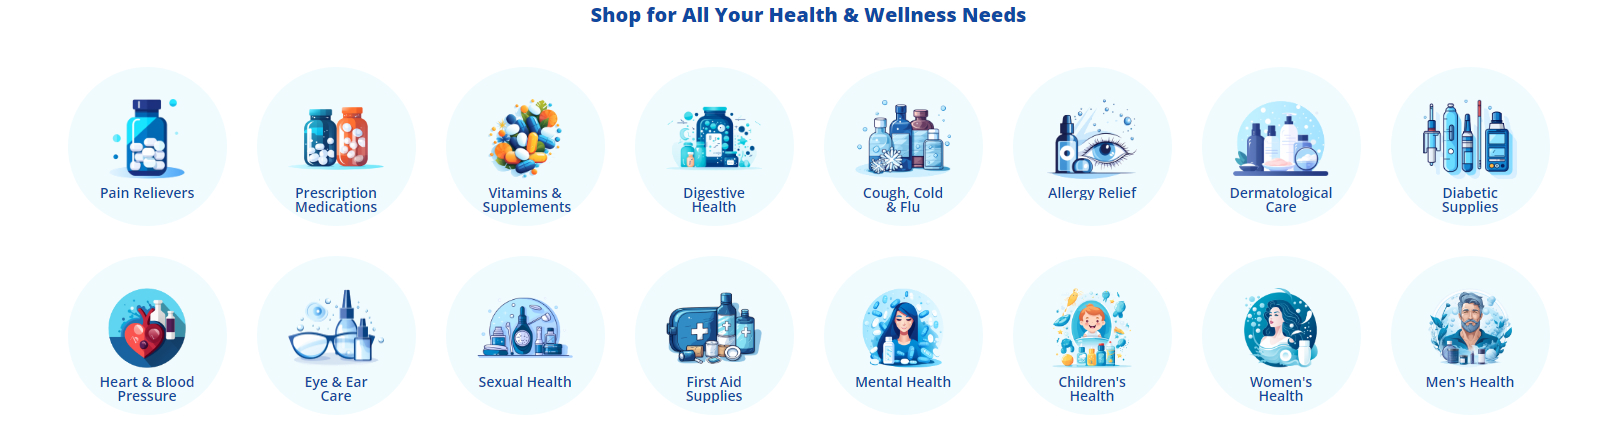 Shop for All Your Health & Wellness Needs
Pain Relievers
Prescription
Medications
Vitamins &
Supplements
Digestive
Health
Cough, Cold
& Flu
Allergy Relief
Dermatological
Care
Diabetic
Supplies
Heart & Blood
Pressure
Eye & Ear
Care
Sexual Health
First Aid
Supplies
Mental Health
Children's
Health
Women's
Health
Men's Health